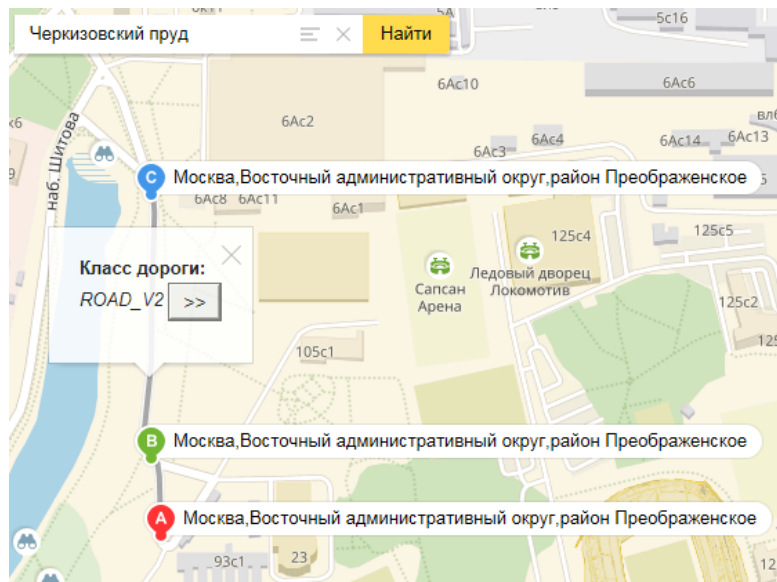 5А
5с16
Черкизовский пруд
Найти
6Ас10
6Ас6
6Ас2
наб. Шитова
6Ас3
6Ас4
6Ас14
6Ас13
C
Москва,Восточный административный округ,район Преображенское
6Ас8
6Ас11
6Ас1
125с4
125с5
Класс дороги:
ROAD_V2
>>
Сапсан
Арена
Ледовый дворец
Локомотив
125с2
105с1
B
Москва,Восточный административный округ,район Преображенское
A
Москва,Восточный административный округ,район Преображенское
93с1
23